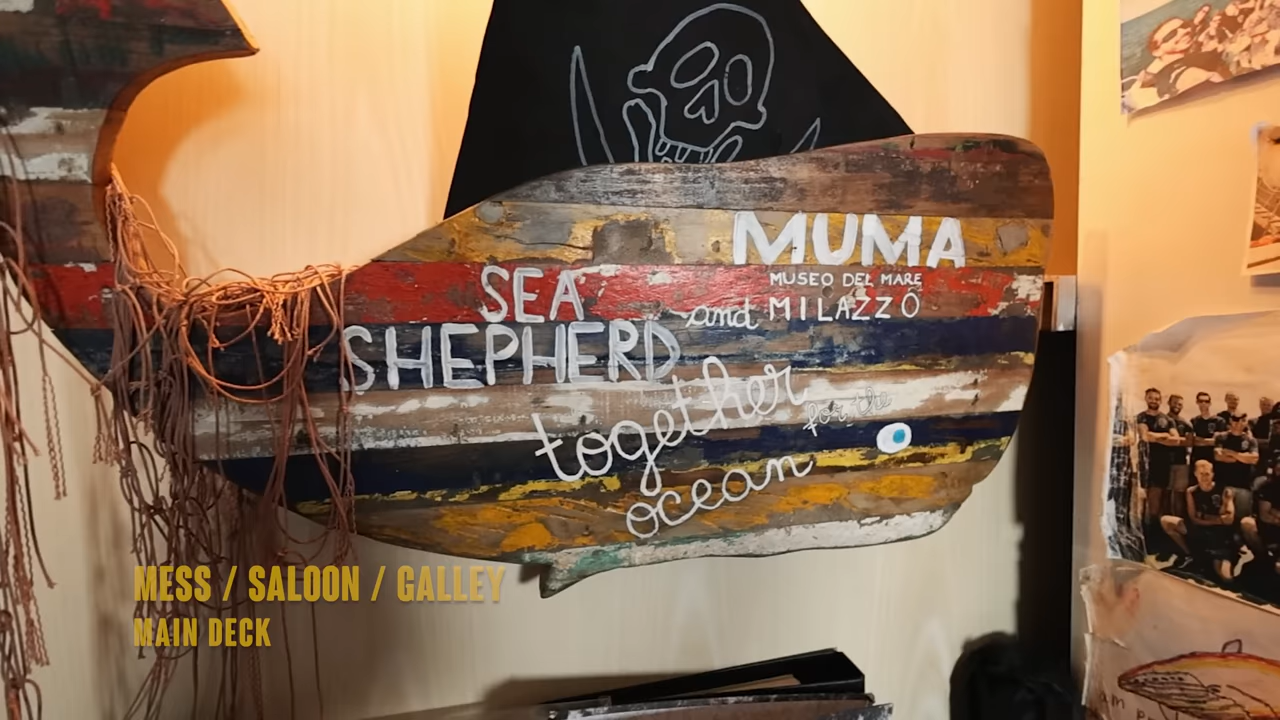 MUMA
MUSEO DEL MARE
MILAZZO
SEA
SHEPHERD
and
together
for the
ocean
MESS / SALOON / GALLEY
MAIN DECK